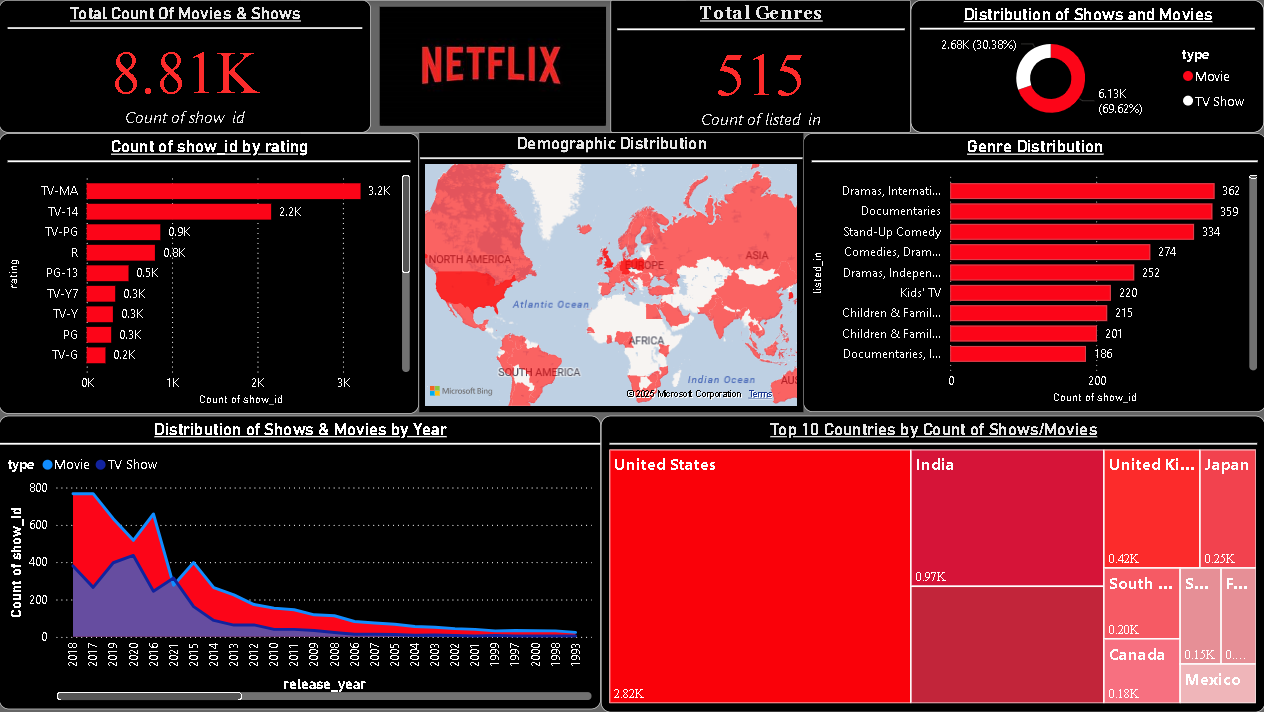 Total Count Of Movies & Shows
8.81K
Count of show_id
NETFLIX
Total Genres
515
Count of listed_in
Distribution of Shows and Movies
2.68K (30.38%)
6.13K
(69.62%)
type
Movie
TV Show
Count of show_id by rating
rating
TV-MA 3.2K
TV-14 2.2K
TV-PG 0.9K
R 0.8K
PG-13 0.5K
TV-Y7 0.3K
TV-Y 0.3K
PG 0.3K
TV-G 0.2K
0K 1K 2K 3K
Count of show_id
Demographic Distribution
NORTH AMERICA
EUROPE
ASIA
Atlantic Ocean
AFRICA
SOUTH AMERICA
Indian Ocean
AUS
Microsoft Bing
© 2025 Microsoft Corporation Terms
Genre Distribution
listed_in
Dramas, Internati... 362
Documentaries 359
Stand-Up Comedy 334
Comedies, Dram... 274
Dramas, Indepen... 252
Kids' TV 220
Children & Famil... 215
Children & Famil... 201
Documentaries, I... 186
0 200
Count of show_id
Distribution of Shows & Movies by Year
type Movie TV Show
Count of show_id
800
600
400
200
0
2018 2017 2019 2020 2016 2021 2015 2014 2013 2012 2010 2011 2009 2008 2006 2007 2005 2004 2003 2002 2001 1999 1997 2000 1998 1993
release_year
Top 10 Countries by Count of Shows/Movies
United States
2.82K
India
0.97K
United Ki...
0.42K
Japan
0.25K
South ...
0.20K
S...
0.15K
F...
0....
Canada
0.18K
Mexico